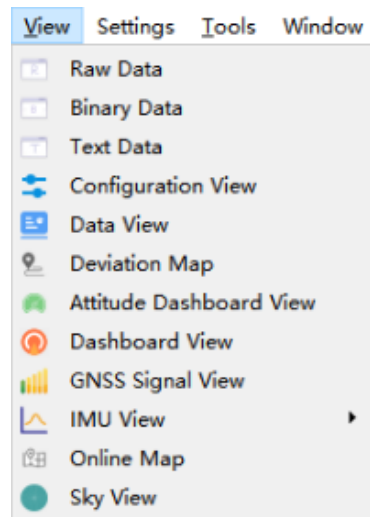 View Settings Tools Window
Raw Data
Binary Data
Text Data
Configuration View
Data View
Deviation Map
Attitude Dashboard View
Dashboard View
GNSS Signal View
IMU View
Online Map
Sky View